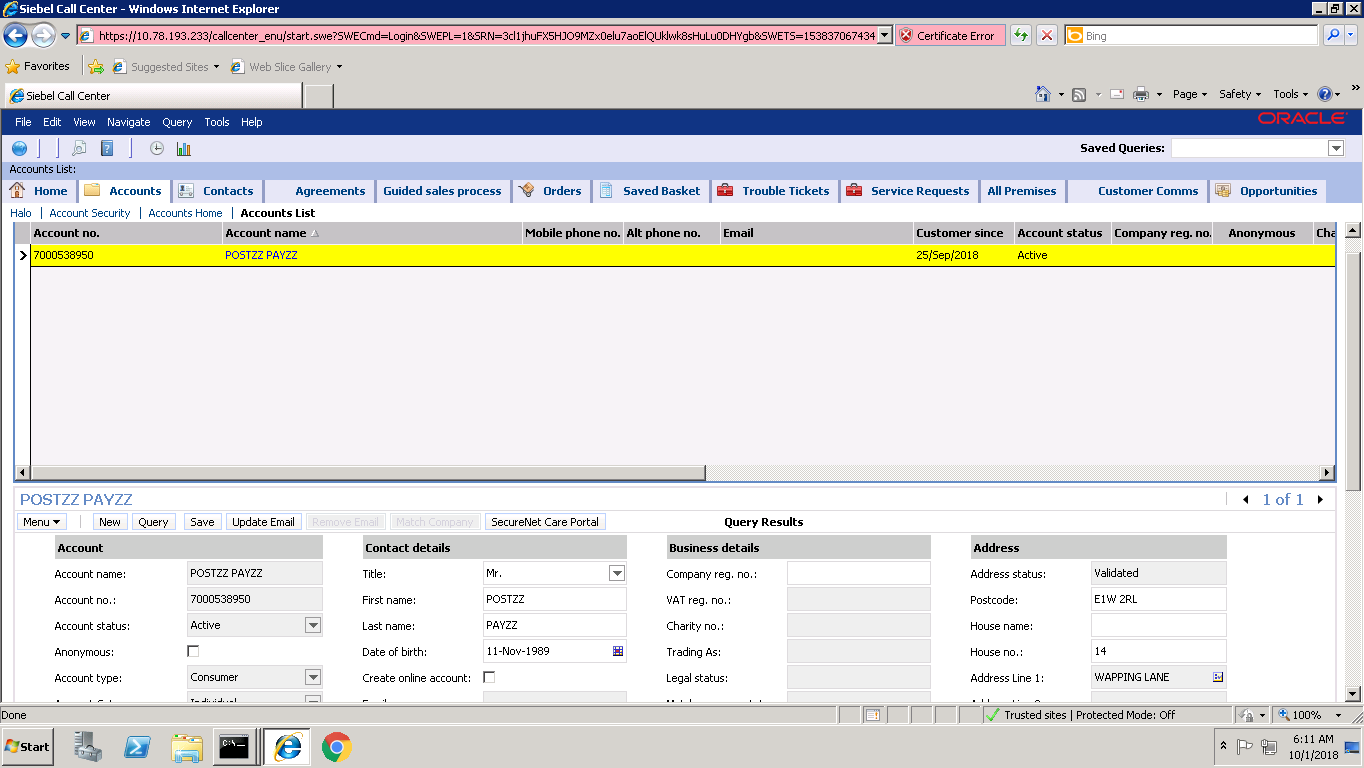 Siebel Call Center - Windows Internet Explorer
https://10.78.193.233/callcenter_enu/start.swe?SWECmd=Login&SWEPL=1&SRN=3cl1jhuFX5HJO9MZx0elu7aoElQUklwk8sHuLu0DHYgb&SWETS=153837067434 Certificate Error Bing
Favorites Suggested Sites Web Slice Gallery
Siebel Call Center Page Safety Tools »
File Edit View Navigate Query Tools Help ORACLE
Saved Queries:
Accounts List:
Home Accounts Contacts Agreements Guided sales process Orders Saved Basket Trouble Tickets Service Requests All Premises Customer Comms Opportunities
Halo | Account Security | Accounts Home | Accounts List
Account no. Account name Mobile phone no. Alt phone no. Email Customer since Account status Company reg. no. Anonymous Cha
7000538950 POSTZZ PAYZZ 25/Sep/2018 Active
POSTZZ PAYZZ 1 of 1
Menu New Query Save Update Email Remove Email Match Company SecureNet Care Portal Query Results
Account Contact details Business details Address
Account name: POSTZZ PAYZZ Title: Mr. Company reg. no.: Address status: Validated
Account no.: 7000538950 First name: POSTZZ VAT reg. no.: Postcode: E1W 2RL
Account status: Active Last name: PAYZZ Charity no.: House name:
Anonymous: Date of birth: 11-Nov-1989 Trading As: House no.: 14
Account type: Consumer Create online account: Legal status: Address Line 1: WAPPING LANE
Done Trusted sites | Protected Mode: Off 100%
Start C:\ 6:11 AM
10/1/2018